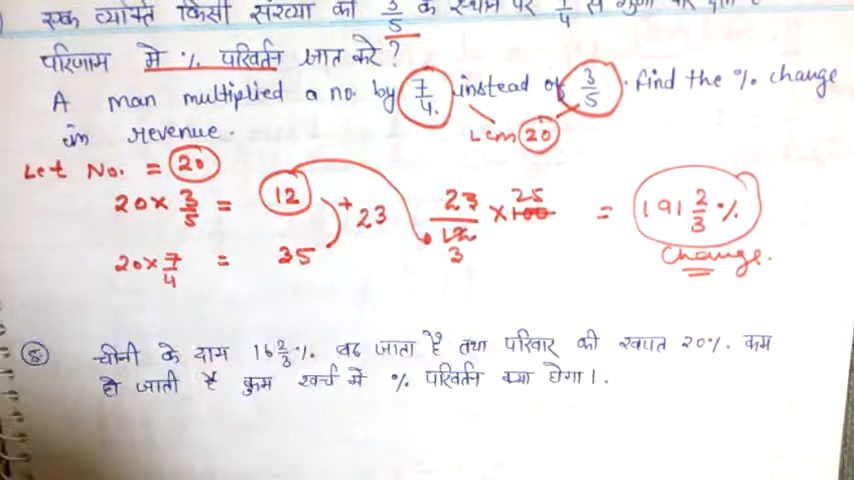 एक व्यक्ति किसी संख्या को 3/5 के स्थान पर 7/4 से गुणा कर
परिणाम में % परिवर्तन ज्ञात करे?
A man multiplied a no. by 7/4. instead of 3/5. find the % change
in revenue.
Lcm 20
Let No. = 20
20 × 3/5 = 12
+23
23/12 × 100 = 191 2/3 %
25
3
20 × 7/4 = 35
Change.
8. चीनी के दाम 16 2/3 % बढ जाता है तथा परिवार की खपत 20% कम
हो जाती है कुम खर्च में % परिवर्तन क्या होगा।.